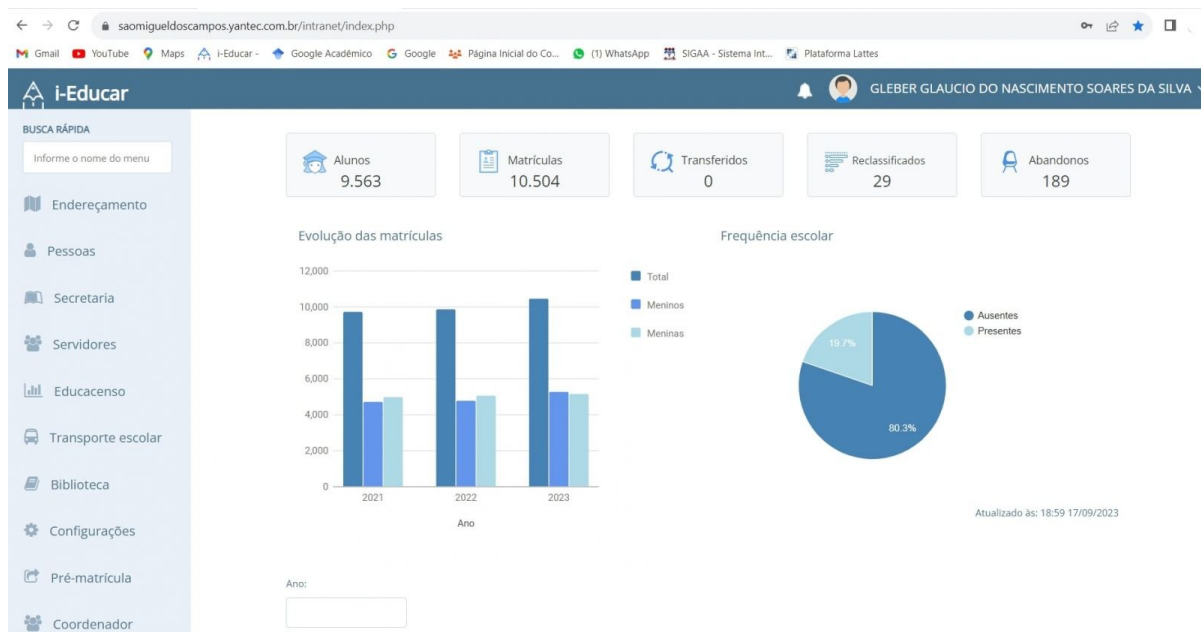 saomigueldoscampos.yantec.com.br/intranet/index.php
Gmail YouTube Maps i-Educar - Google Acadêmico Google Página Inicial do Co... (1) WhatsApp SIGAA - Sistema Int... Plataforma Lattes
i-Educar
GLEBER GLAUCIO DO NASCIMENTO SOARES DA SILVA
BUSCA RÁPIDA
Informe o nome do menu
Endereçamento
Pessoas
Secretaria
Servidores
Educacenso
Transporte escolar
Biblioteca
Configurações
Pré-matrícula
Coordenador
Alunos
9.563
Matrículas
10.504
Transferidos
0
Reclassificados
29
Abandonos
189
Evolução das matrículas
12,000
10,000
8,000
6,000
4,000
2,000
0
2021 2022 2023
Ano
Total
Meninos
Meninas
Frequência escolar
19.7%
80.3%
Ausentes
Presentes
Atualizado às: 18:59 17/09/2023
Ano: